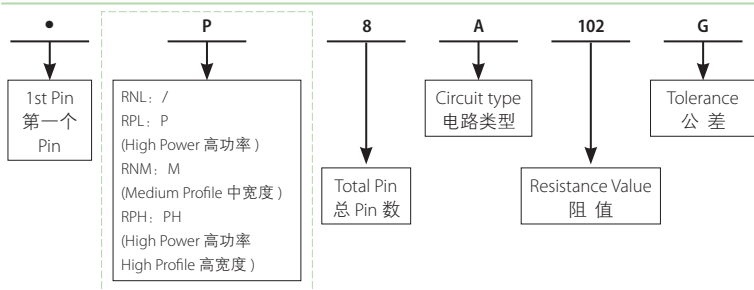 • P 8 A 102 G
1st Pin
第一个
Pin
RNL：/
RPL：P
(High Power 高功率 )
RNM：M
(Medium Profile 中宽度 )
RPH：PH
(High Power 高功率
High Profile 高宽度 )
Total Pin
总 Pin 数
Circuit type
电路类型
Resistance Value
阻 值
Tolerance
公 差